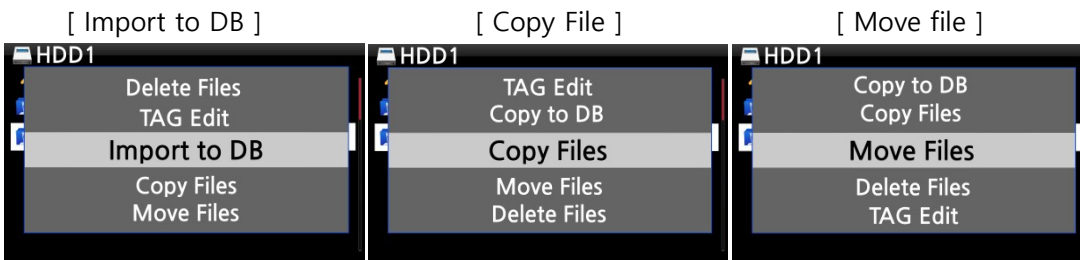 [ Import to DB ]
HDD1
Delete Files
TAG Edit
Import to DB
Copy Files
Move Files
[ Copy File ]
HDD1
TAG Edit
Copy to DB
Copy Files
Move Files
Delete Files
[ Move file ]
HDD1
Copy to DB
Copy Files
Move Files
Delete Files
TAG Edit